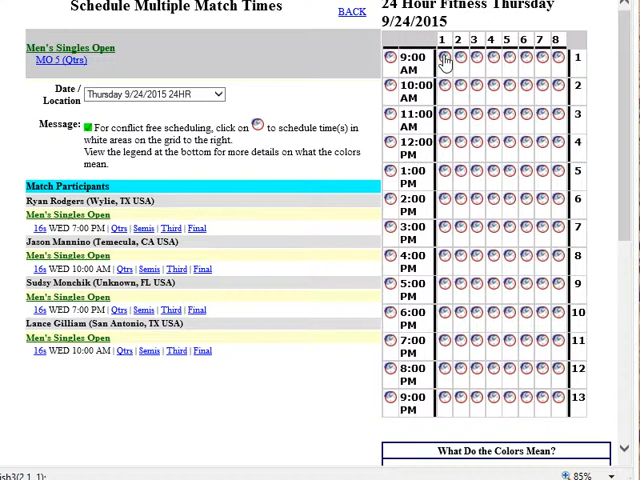 Schedule Multiple Match Times
BACK
Men's Singles Open
MO 5 (Qtrs)
Date / Location
Thursday 9/24/2015 24HR
Message: For conflict free scheduling, click on to schedule time(s) in
white areas on the grid to the right.
View the legend at the bottom for more details on what the colors
mean.
Match Participants
Ryan Rodgers (Wylie, TX USA)
Men's Singles Open
16s WED 7:00 PM | Qtrs | Semis | Third | Final
Jason Mannino (Temecula, CA USA)
Men's Singles Open
16s WED 10:00 AM | Qtrs | Semis | Third | Final
Sudsy Monchik (Unknown, FL USA)
Men's Singles Open
16s WED 7:00 PM | Qtrs | Semis | Third | Final
Lance Gilliam (San Antonio, TX USA)
Men's Singles Open
16s WED 10:00 AM | Qtrs | Semis | Third | Final
24 Hour Fitness Thursday
9/24/2015
1 2 3 4 5 6 7 8
9:00 AM 1
10:00 AM 2
11:00 AM 3
12:00 PM 4
1:00 PM 5
2:00 PM 6
3:00 PM 7
4:00 PM 8
5:00 PM 9
6:00 PM 10
7:00 PM 11
8:00 PM 12
9:00 PM 13
What Do the Colors Mean?
ish3(2,1, 1);
85%